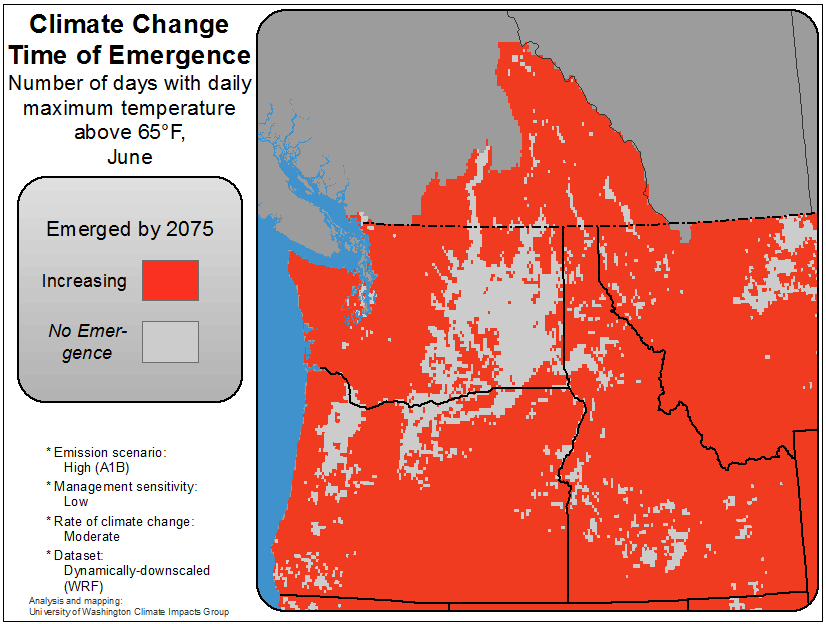 Climate Change
Time of Emergence
Number of days with daily
maximum temperature
above 65°F,
June
Emerged by 2075
Increasing
No Emer-
gence
* Emission scenario:
High (A1B)
* Management sensitivity:
Low
* Rate of climate change:
Moderate
* Dataset:
Dynamically-downscaled
(WRF)
Analysis and mapping:
University of Washington Climate Impacts Group